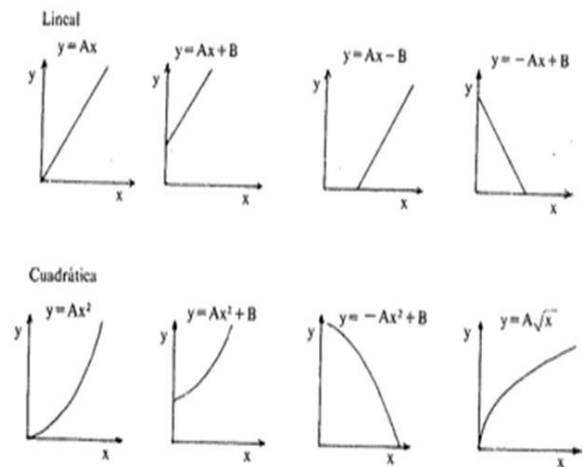 Lineal
y = Ax
y = Ax + B
y = Ax − B
y = −Ax + B
y
x
y
x
y
x
y
x
Cuadrática
y = Ax²
y = Ax² + B
y = −Ax² + B
y = A√x
y
x
y
x
y
x
y
x